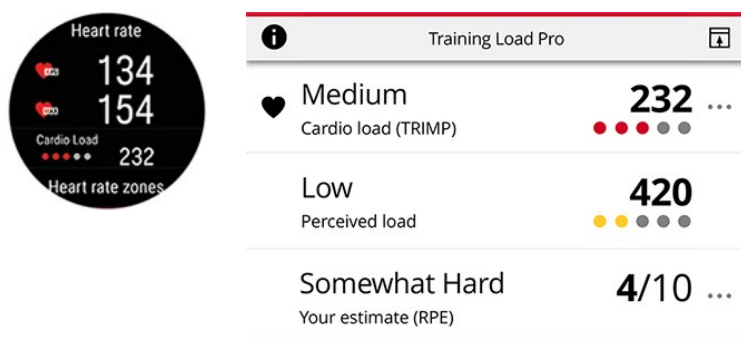 Heart rate
134
154
Cardio Load
232
Heart rate zones
Training Load Pro
Medium
232
Cardio load (TRIMP)
Low
420
Perceived load
Somewhat Hard
4/10
Your estimate (RPE)